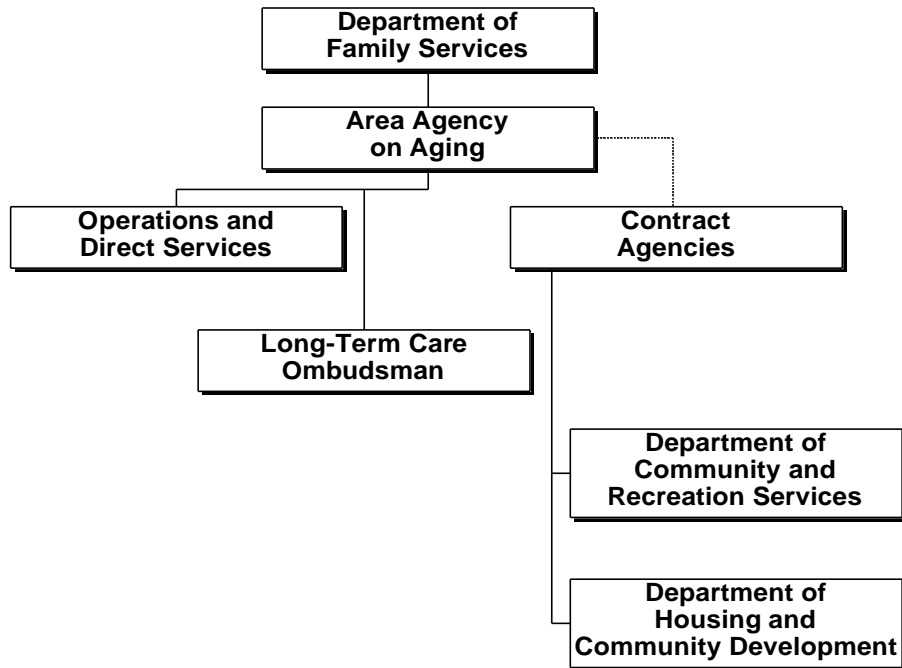 Department of
Family Services
Area Agency
on Aging
Operations and
Direct Services
Contract
Agencies
Long-Term Care
Ombudsman
Department of
Community and
Recreation Services
Department of
Housing and
Community Development